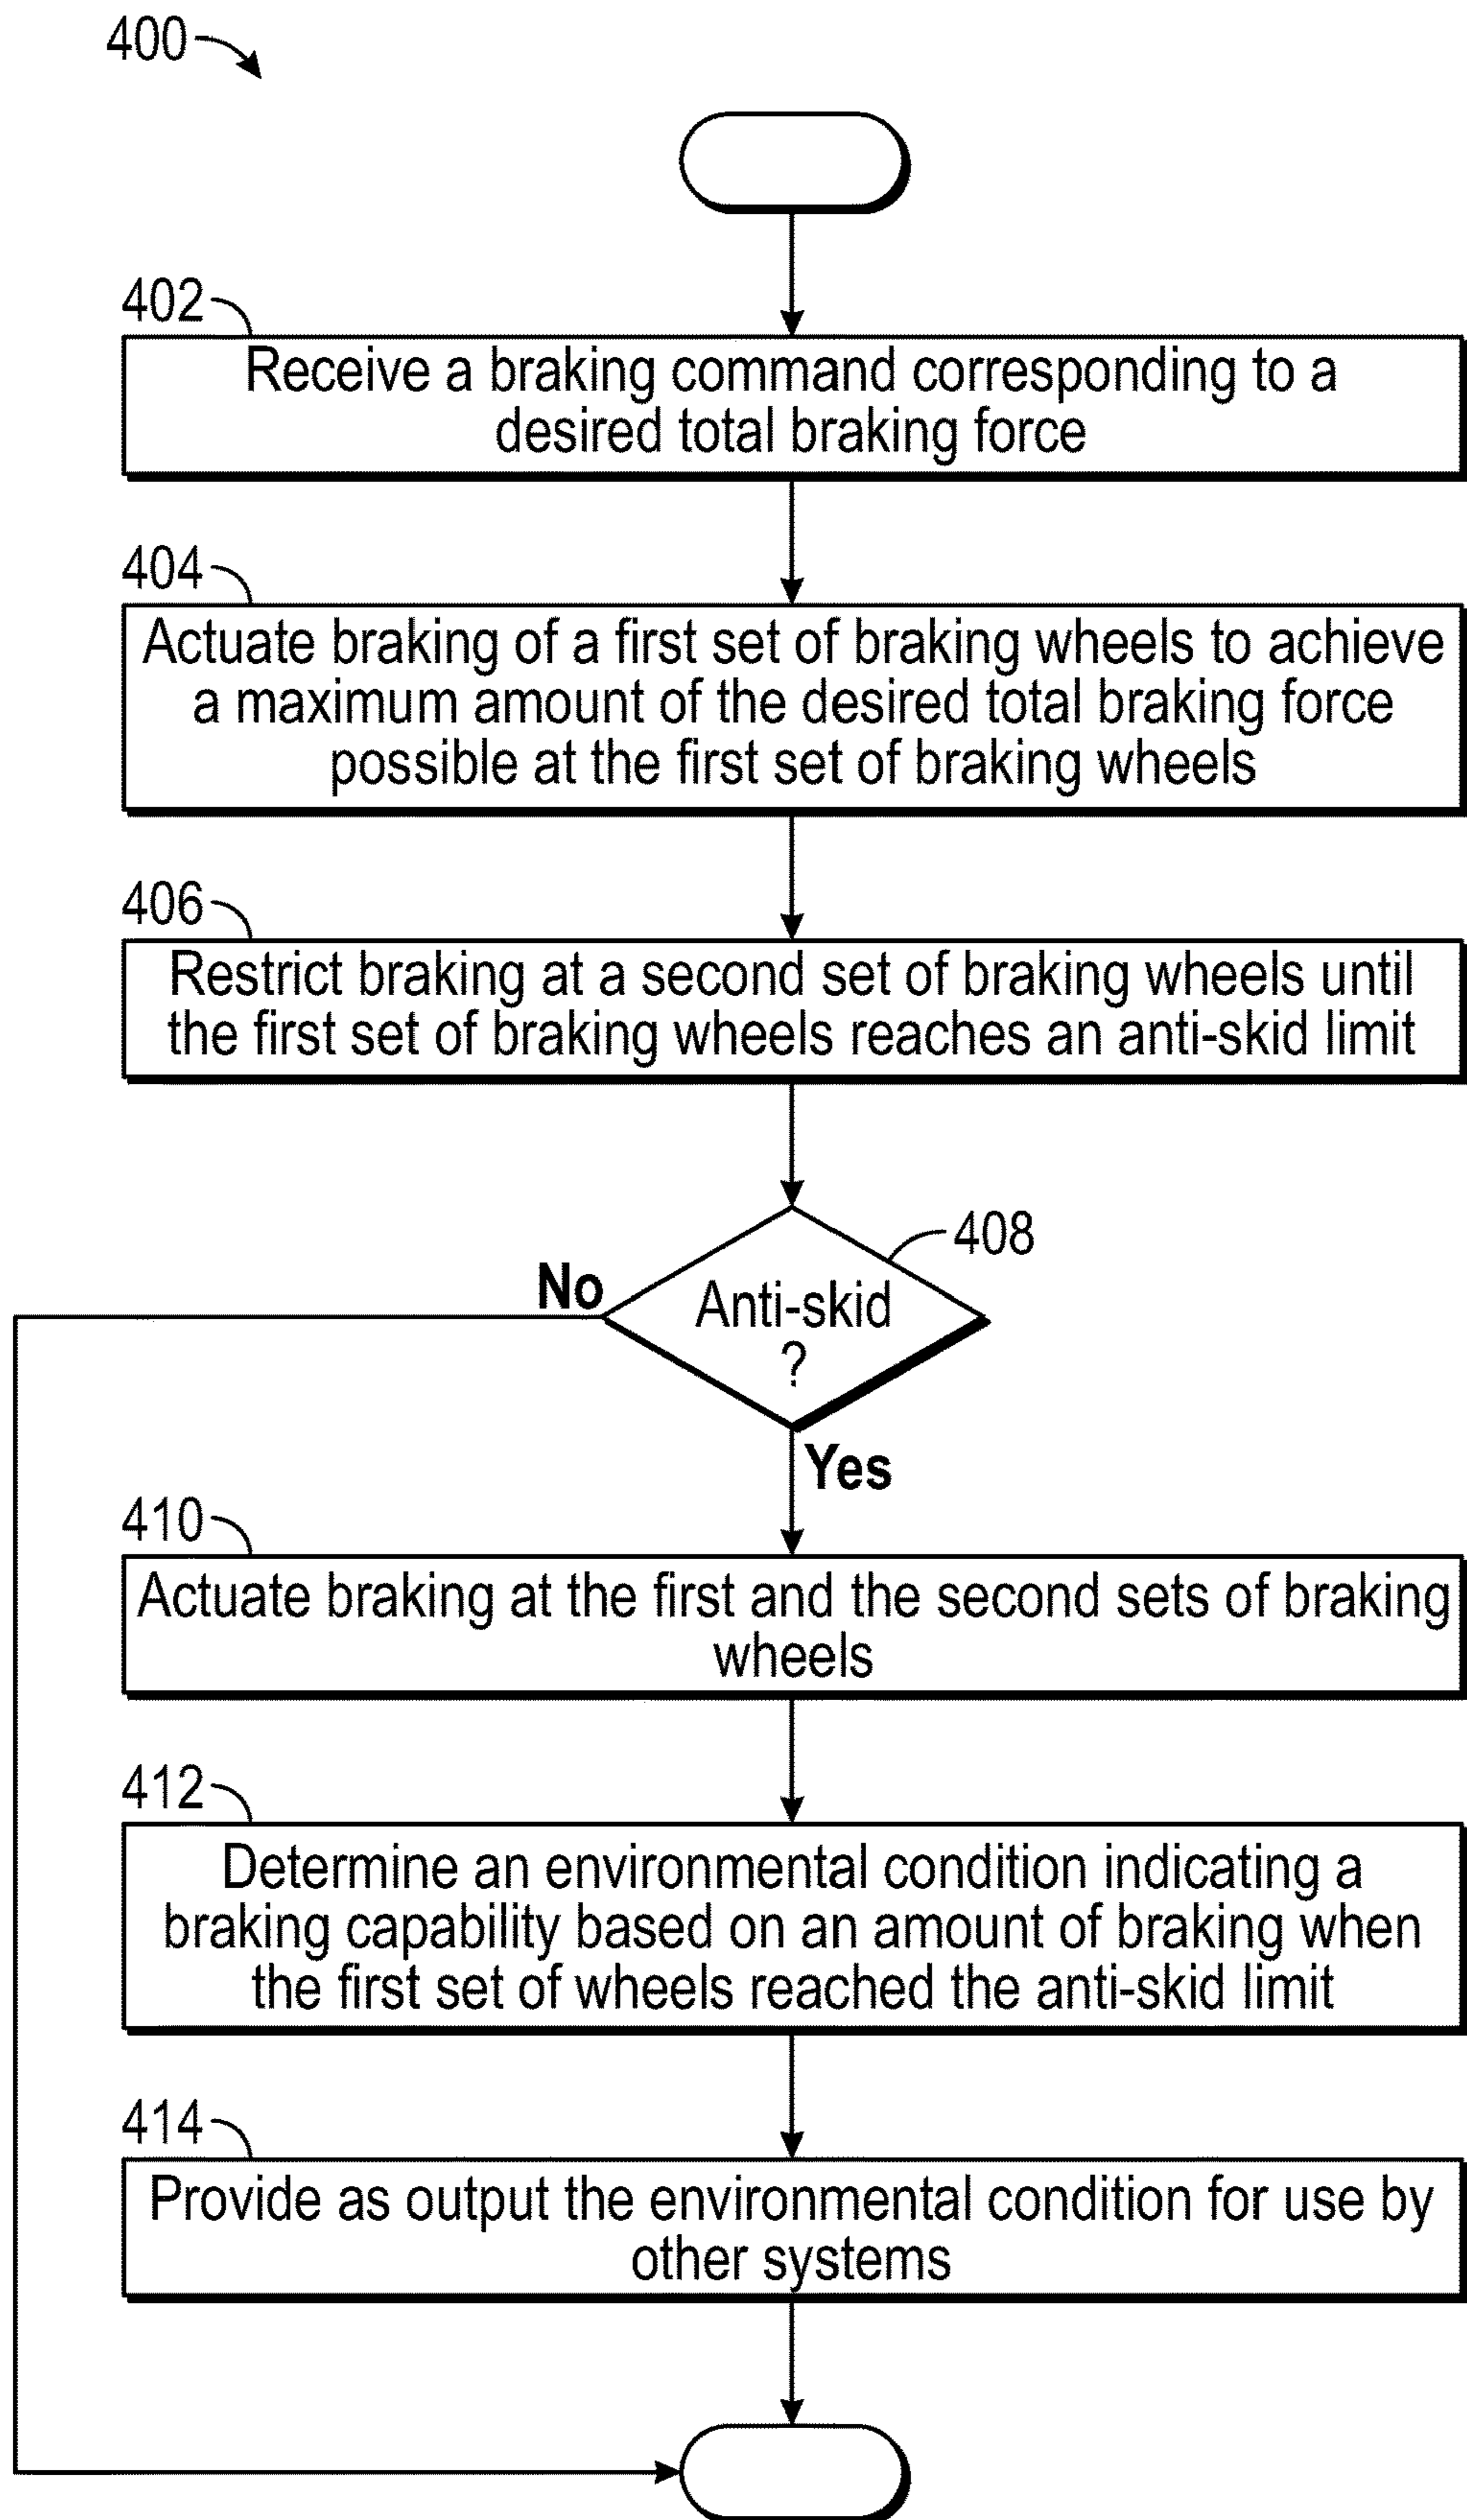 400
402
Receive a braking command corresponding to a
desired total braking force
404
Actuate braking of a first set of braking wheels to achieve
a maximum amount of the desired total braking force
possible at the first set of braking wheels
406
Restrict braking at a second set of braking wheels until
the first set of braking wheels reaches an anti-skid limit
408
No
Anti-skid
?
Yes
410
Actuate braking at the first and the second sets of braking
wheels
412
Determine an environmental condition indicating a
braking capability based on an amount of braking when
the first set of wheels reached the anti-skid limit
414
Provide as output the environmental condition for use by
other systems